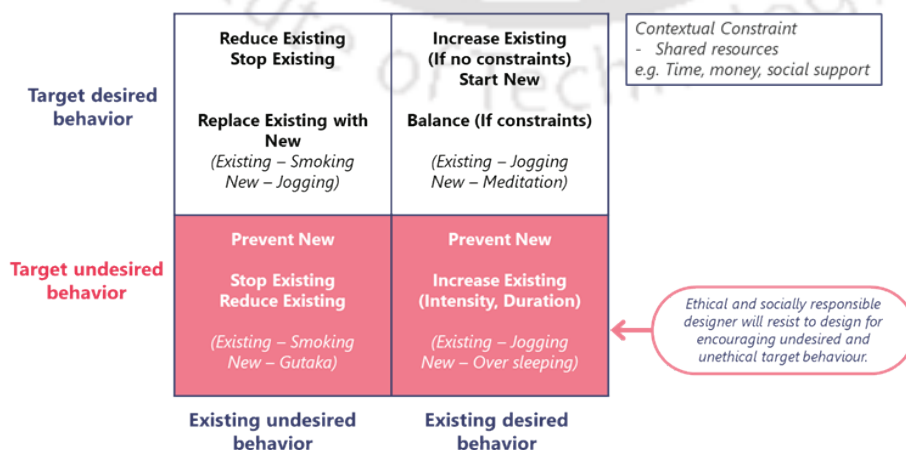 Reduce Existing
Stop Existing
Replace Existing with
New
(Existing – Smoking
New – Jogging)
Increase Existing
(If no constraints)
Start New
Balance (If constraints)
(Existing – Jogging
New – Meditation)
Contextual Constraint
- Shared resources
e.g. Time, money, social support
Target desired
behavior
Target undesired
behavior
Prevent New
Stop Existing
Reduce Existing
(Existing – Smoking
New – Gutaka)
Prevent New
Increase Existing
(Intensity, Duration)
(Existing – Jogging
New – Over sleeping)
Ethical and socially responsible
designer will resist to design for
encouraging undesired and
unethical target behaviour.
Existing undesired
behavior
Existing desired
behavior